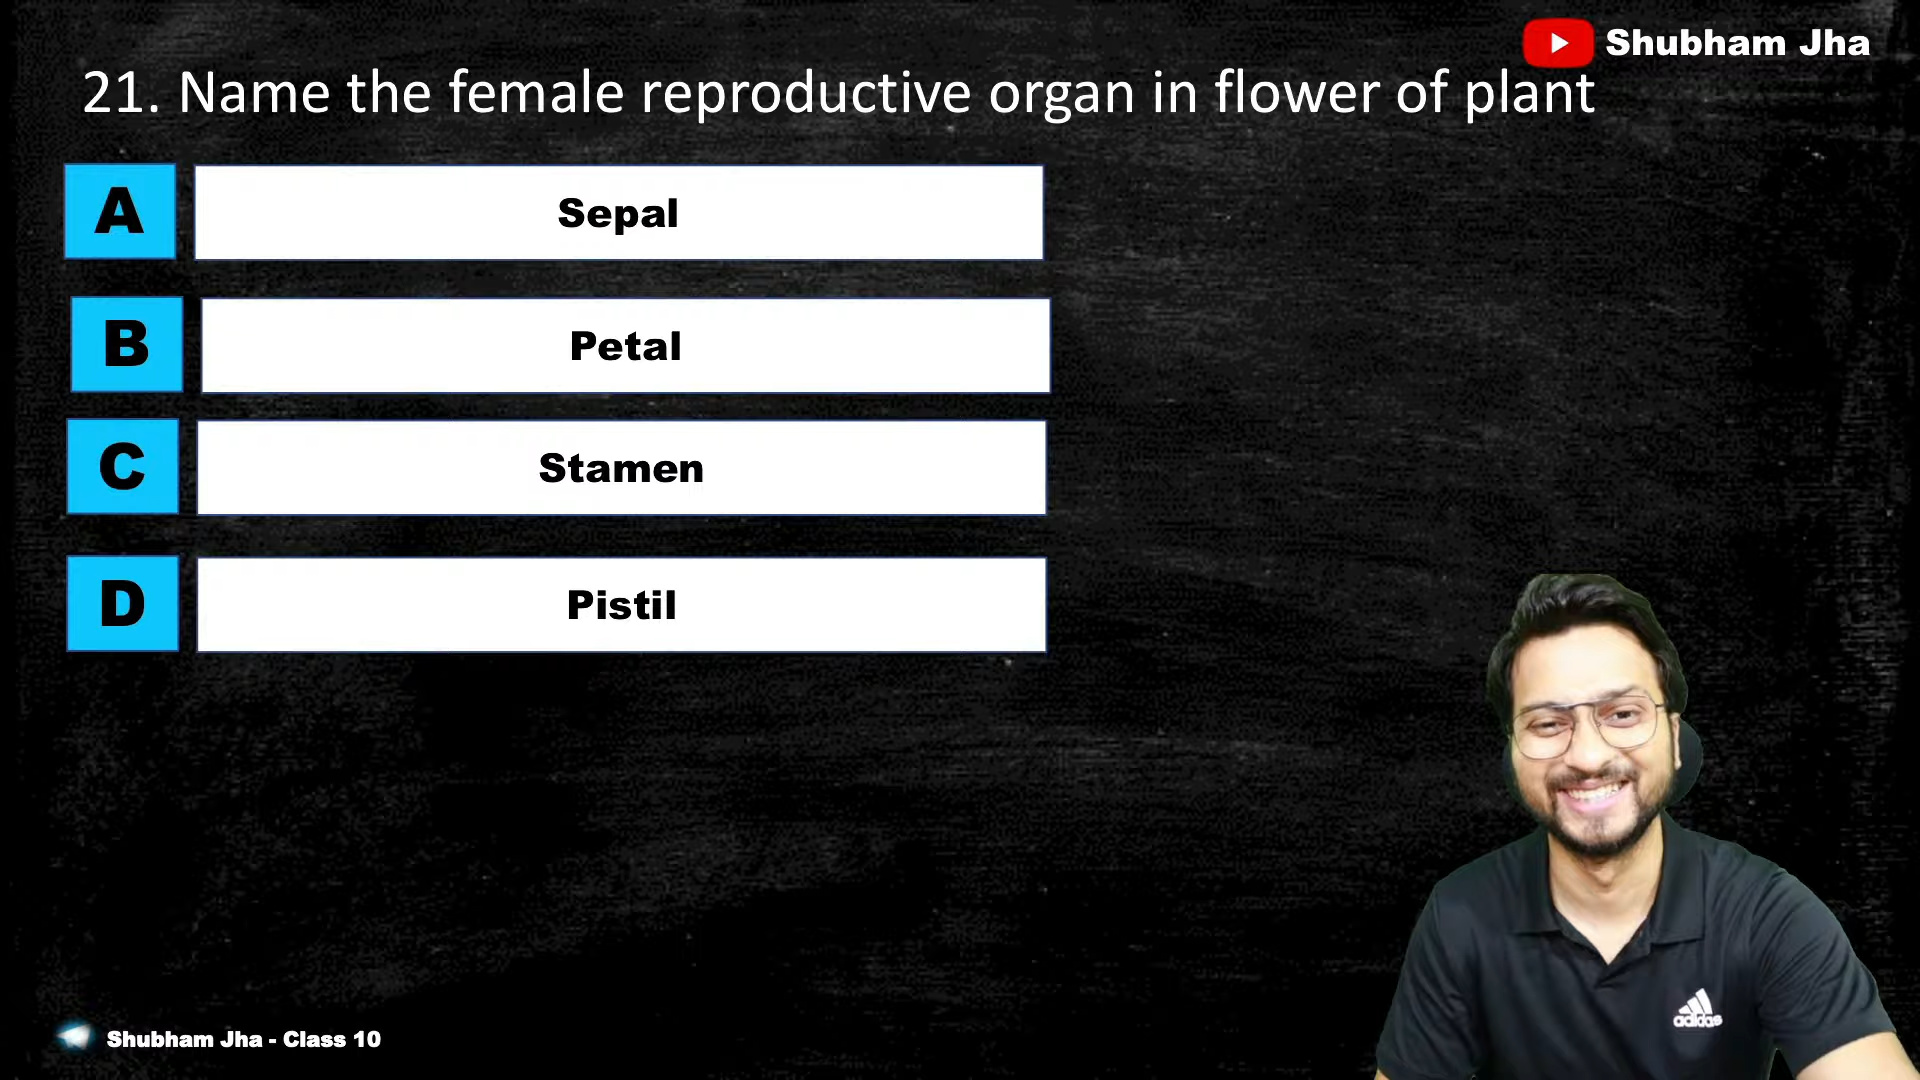 Shubham Jha
21. Name the female reproductive organ in flower of plant
A Sepal
B Petal
C Stamen
D Pistil
adidas
Shubham Jha - Class 10